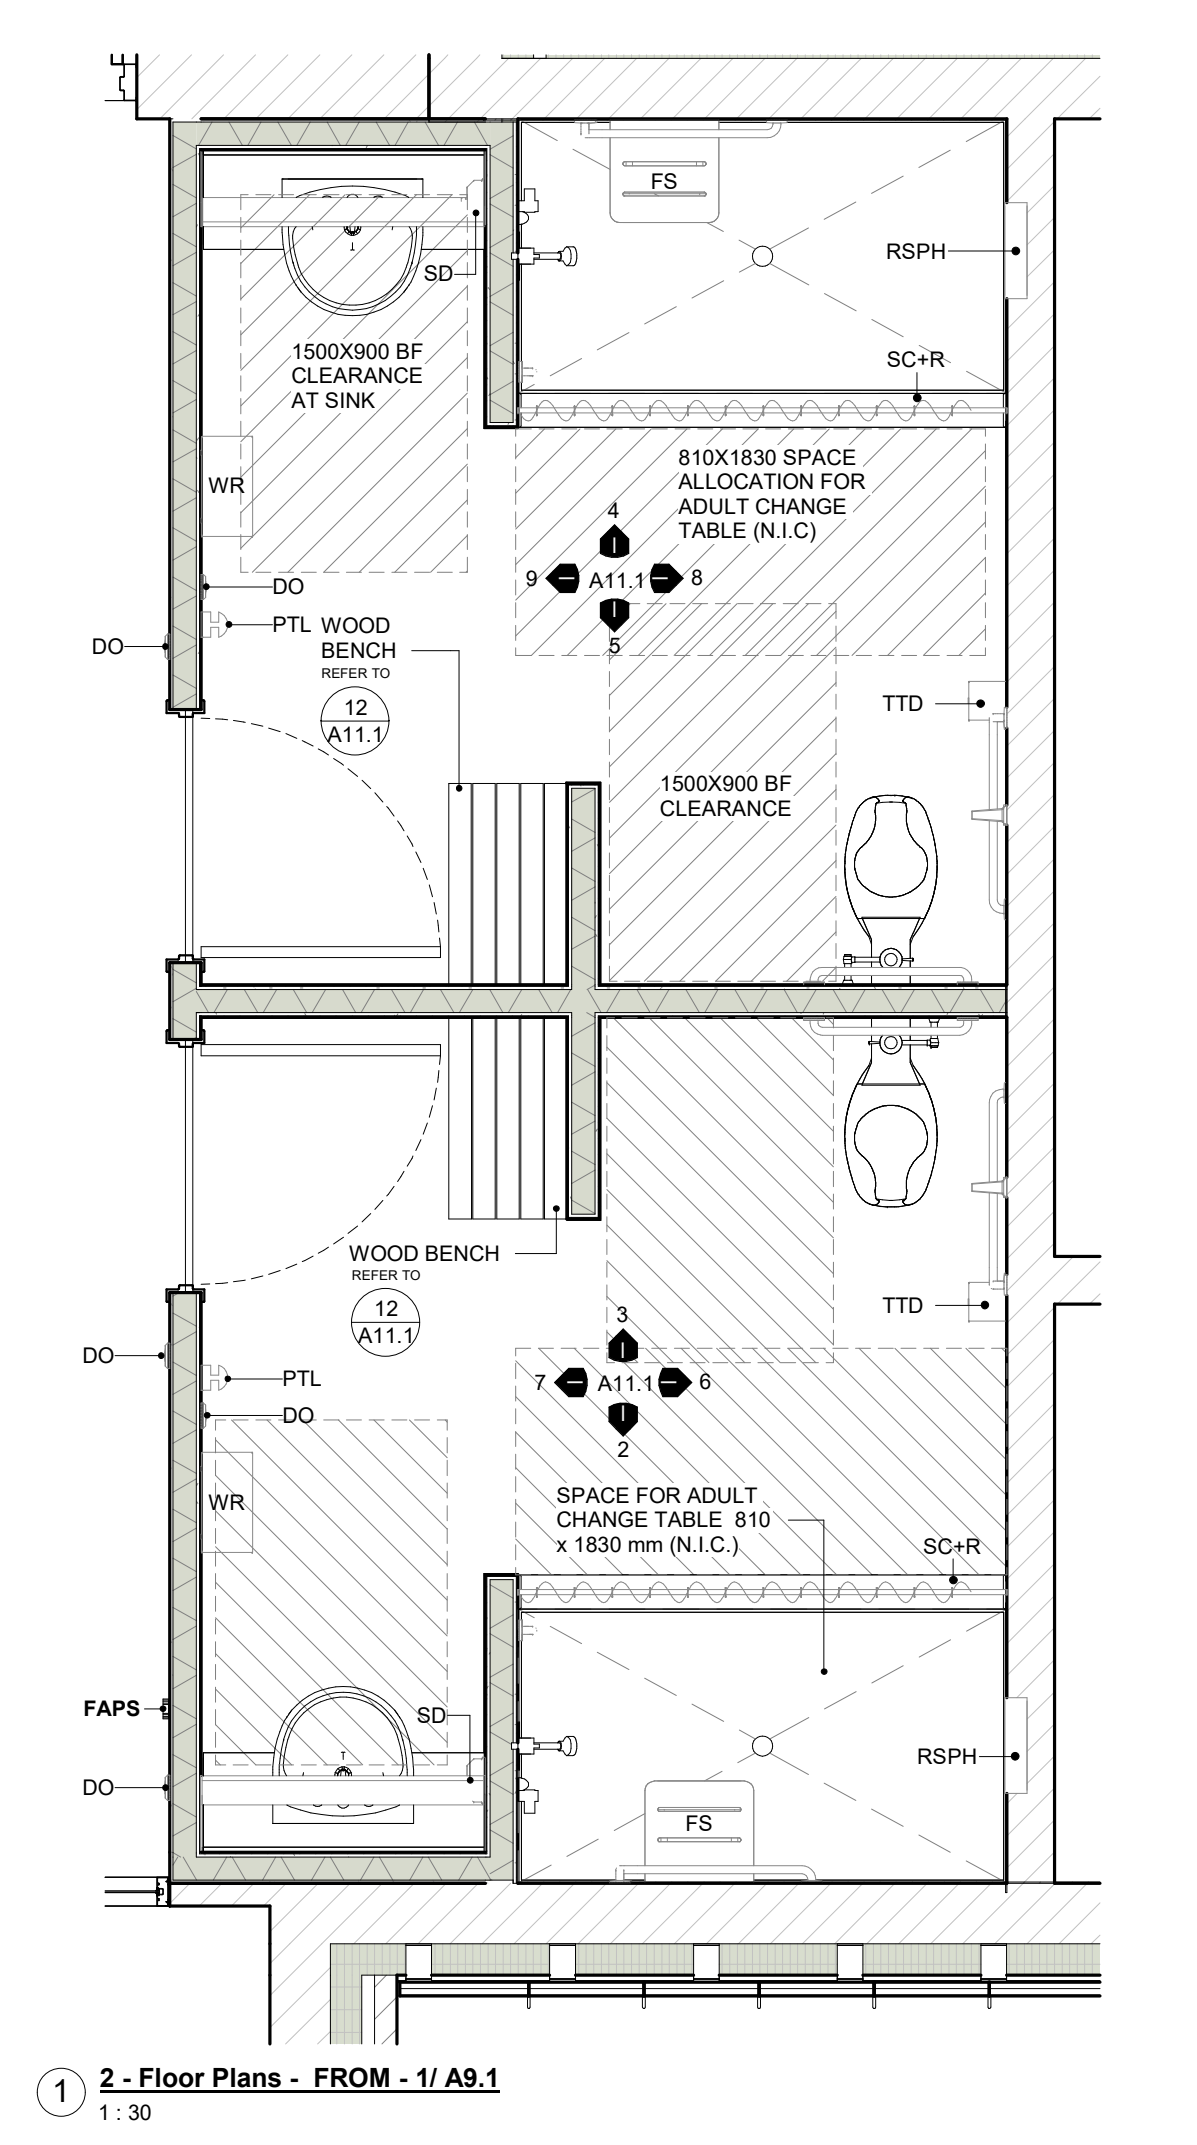 FS
RSPH
SD
1500X900 BF
CLEARANCE
AT SINK
SC+R
810X1830 SPACE
ALLOCATION FOR
ADULT CHANGE
TABLE (N.I.C)
WR
4
9
A11.1
8
5
DO
PTL
DO
WOOD
BENCH
REFER TO
12
A11.1
TTD
1500X900 BF
CLEARANCE
WOOD BENCH
REFER TO
12
A11.1
TTD
3
7
A11.1
6
2
DO
PTL
DO
WR
SPACE FOR ADULT
CHANGE TABLE 810
x 1830 mm (N.I.C.)
SC+R
FAPS
SD
RSPH
DO
FS
1
2 - Floor Plans - FROM - 1/ A9.1
1 : 30